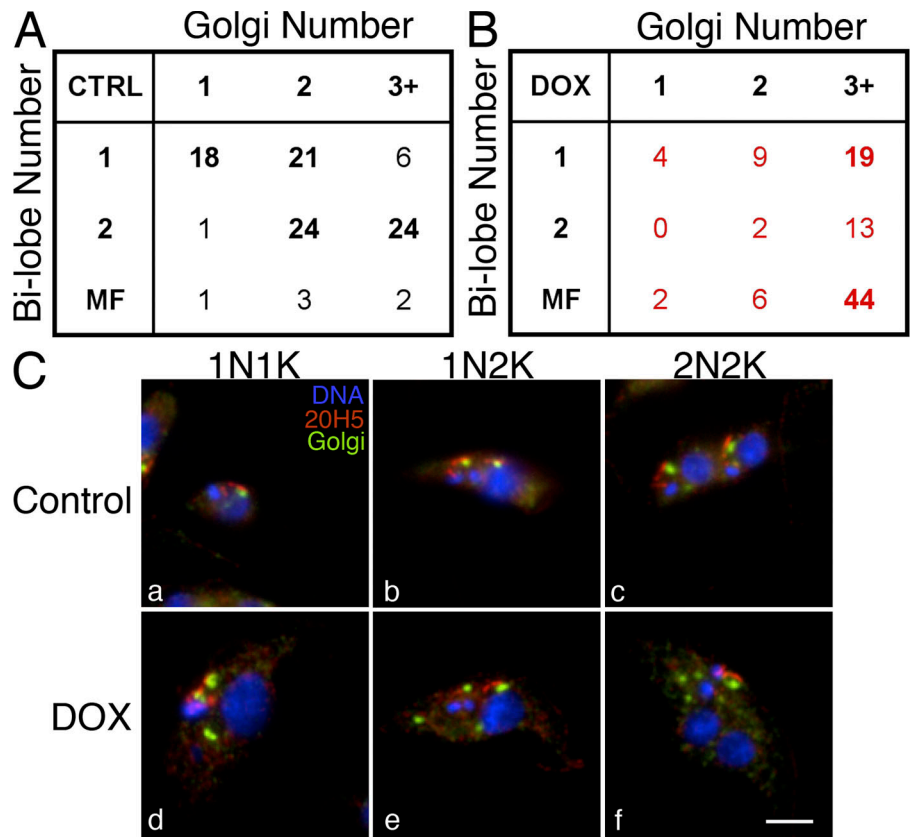 A
Golgi Number
Bi-lobe Number
CTRL 1 2 3+
1 18 21 6
2 1 24 24
MF 1 3 2
B
Golgi Number
Bi-lobe Number
DOX 1 2 3+
1 4 9 19
2 0 2 13
MF 2 6 44
C
1N1K 1N2K 2N2K
DNA
20H5
Golgi
Control
a b c
DOX
d e f